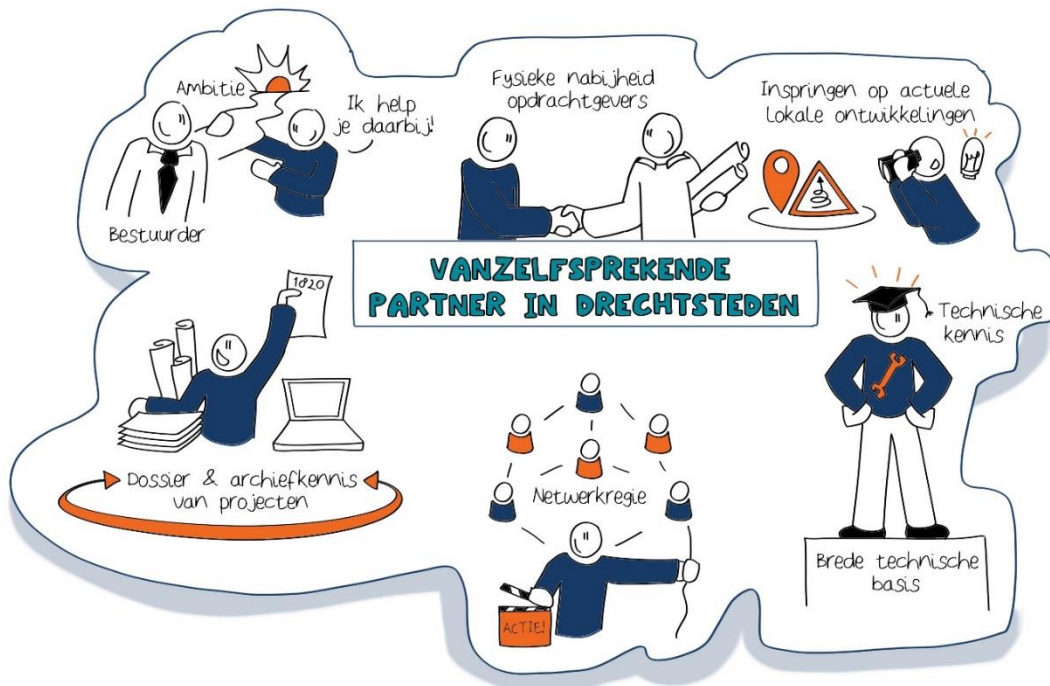 Ambitie
Ik help
je daarbij!
Bestuurder
Fysieke nabijheid
opdrachtgevers
Inspringen op actuele
lokale ontwikkelingen
VANZELFSPREKENDE
PARTNER IN DRECHTSTEDEN
1820
Dossier & archiefkennis
van projecten
Netwerkregie
ACTIE!
Technische
kennis
Brede technische
basis